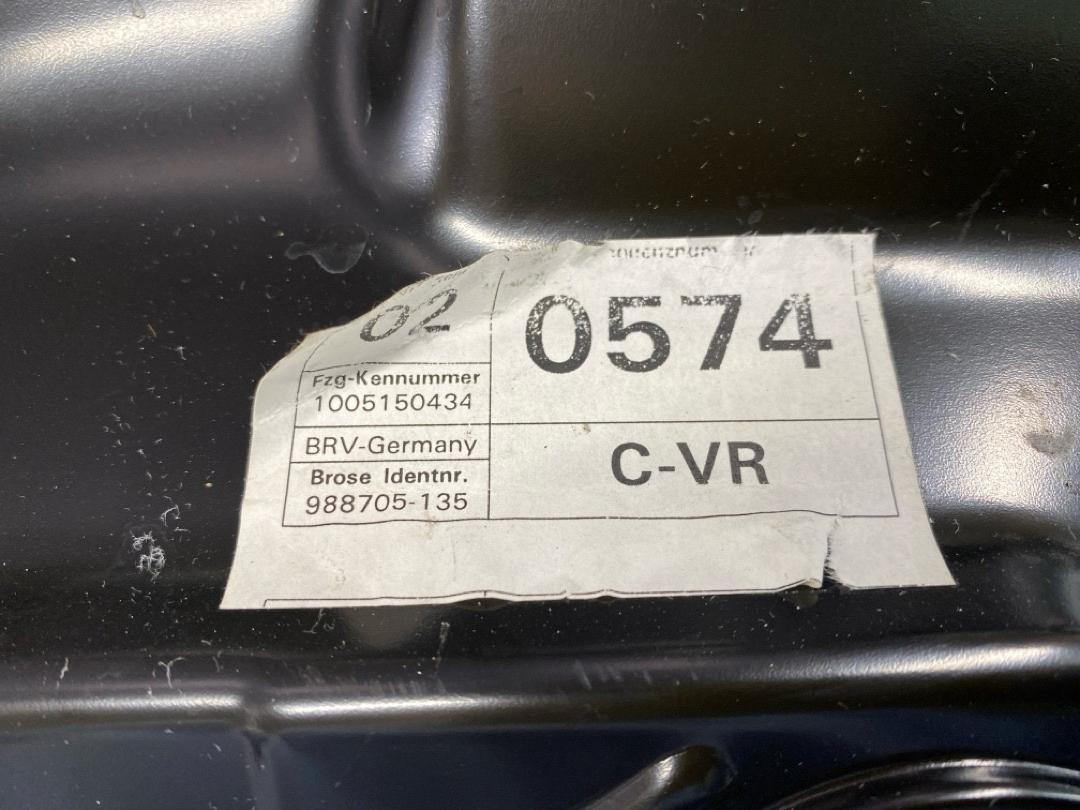 02
0574
Fzg-Kennummer
1005150434
BRV-Germany
C-VR
Brose Identnr.
988705-135